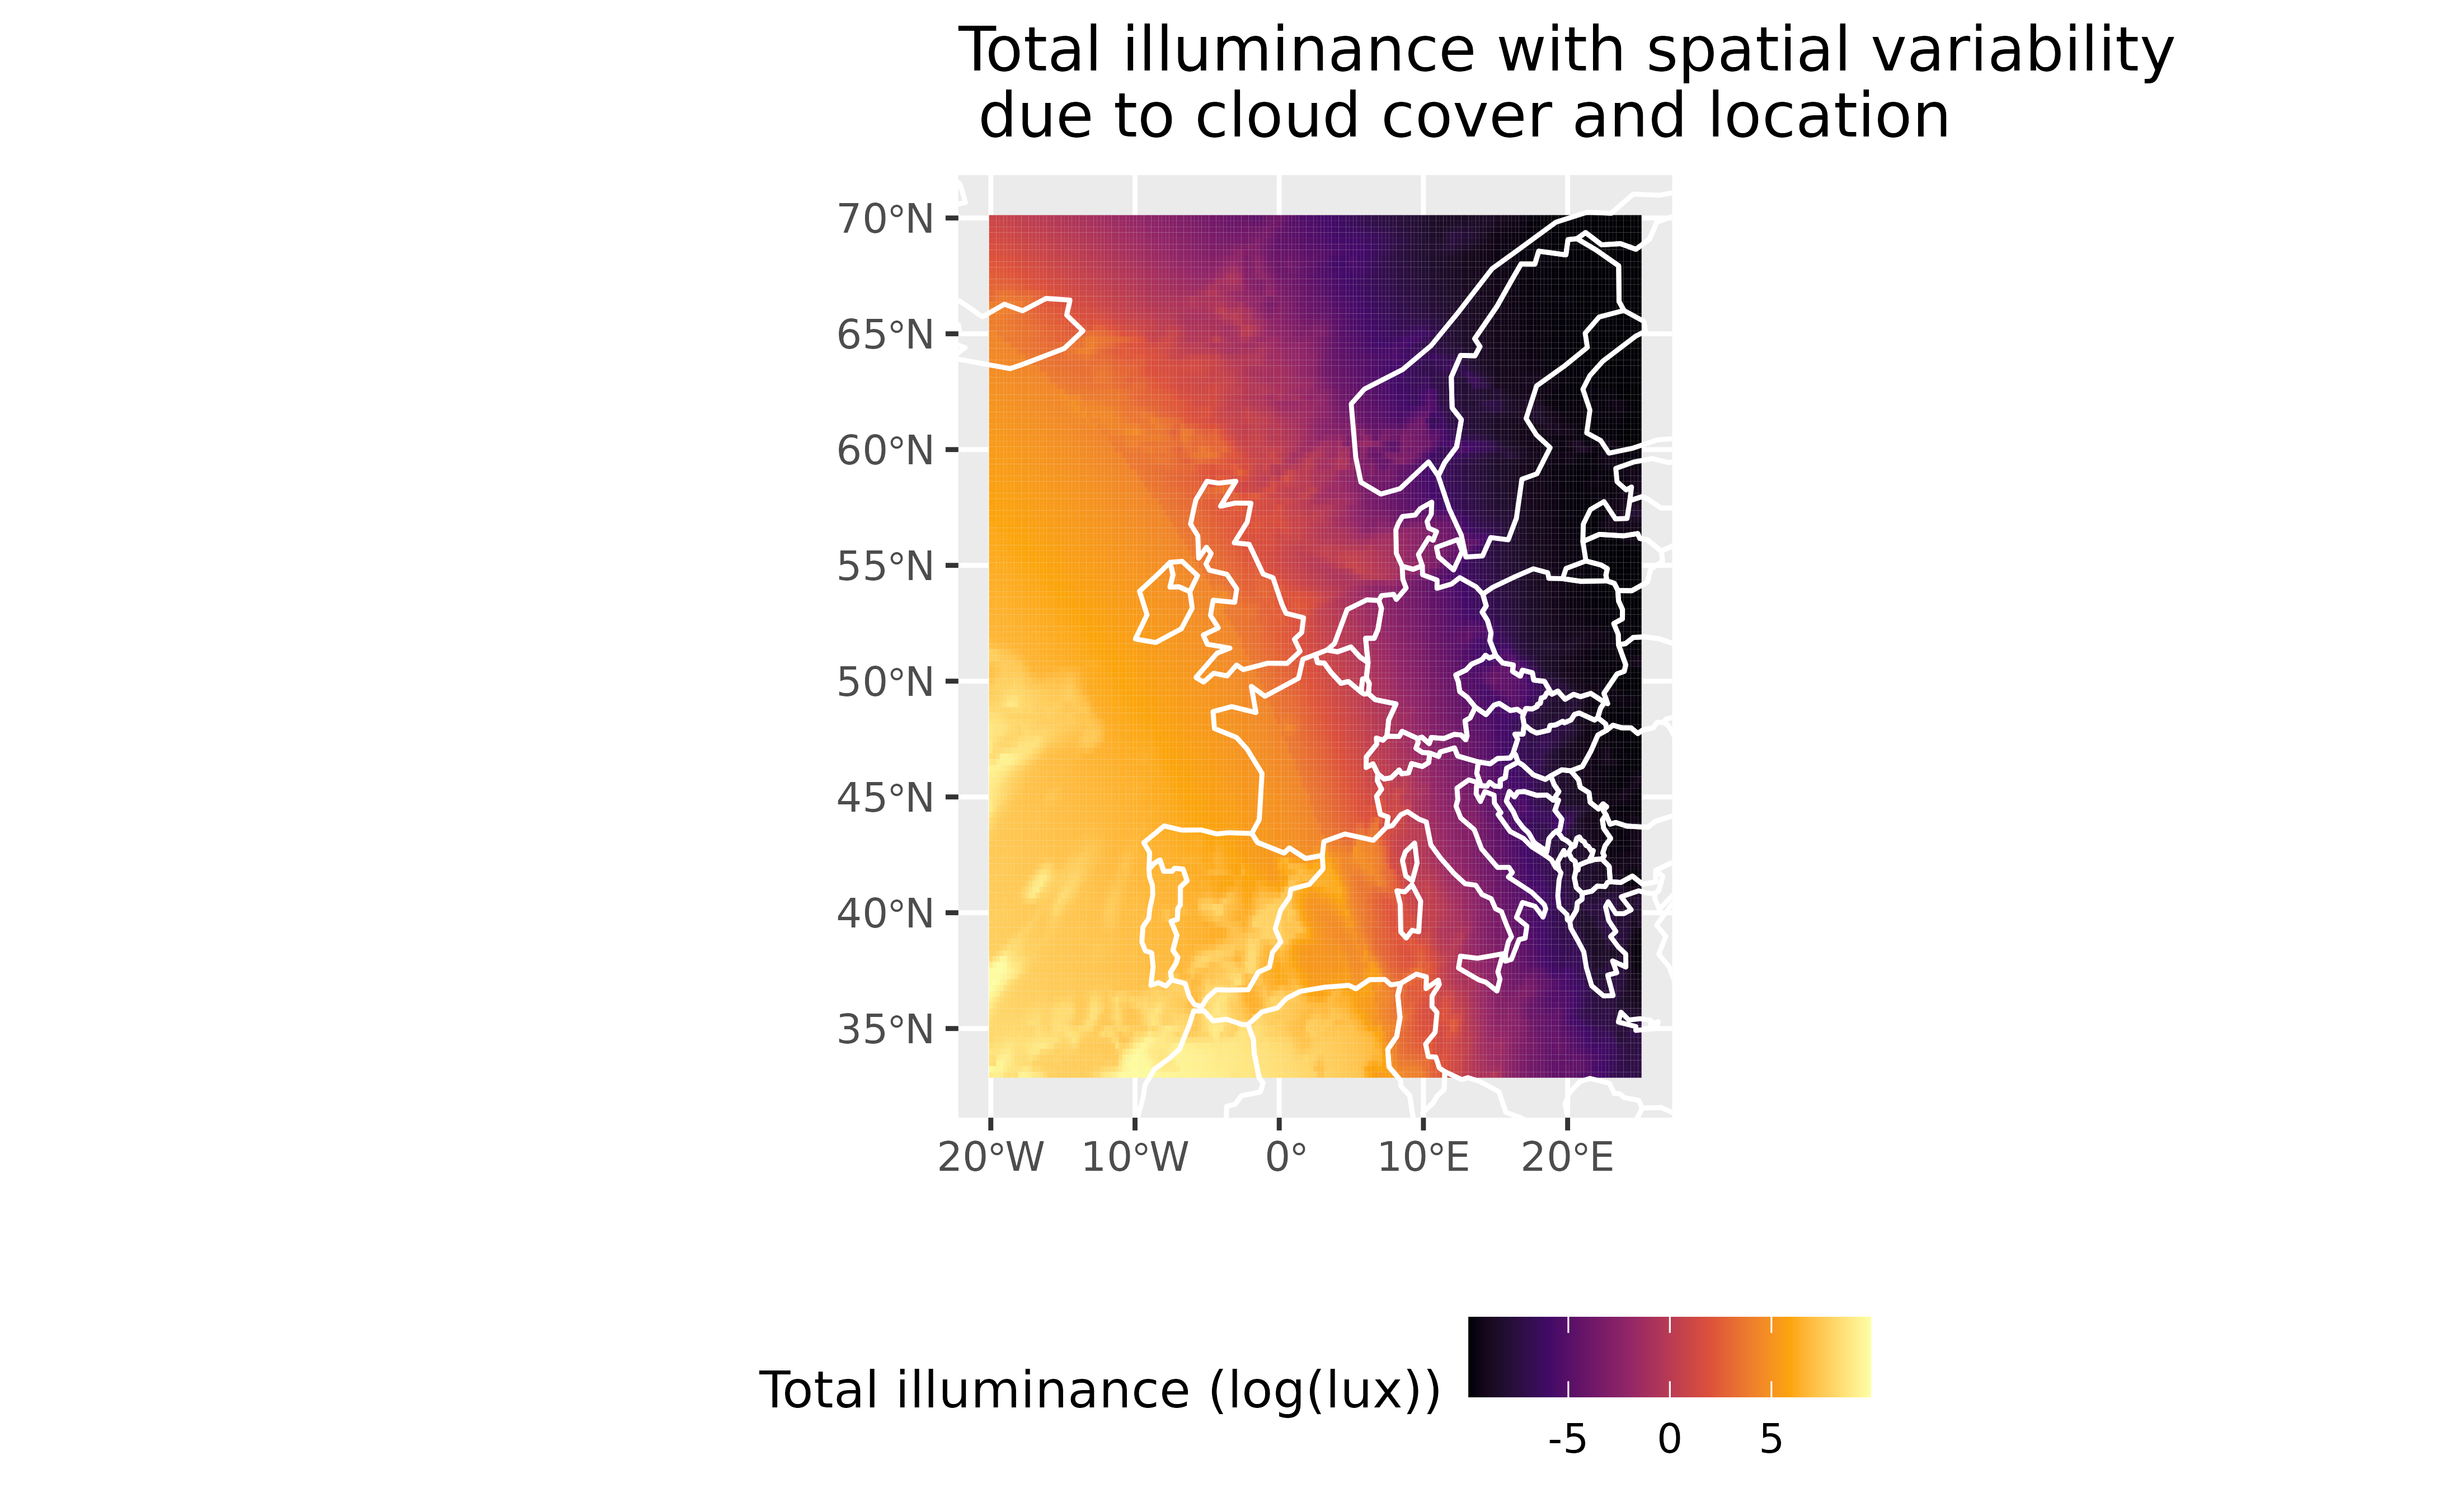 Total illuminance with spatial variability
due to cloud cover and location
70°N
65°N
60°N
55°N
50°N
45°N
40°N
35°N
20°W 10°W 0° 10°E 20°E
Total illuminance (log(lux))
-5 0 5